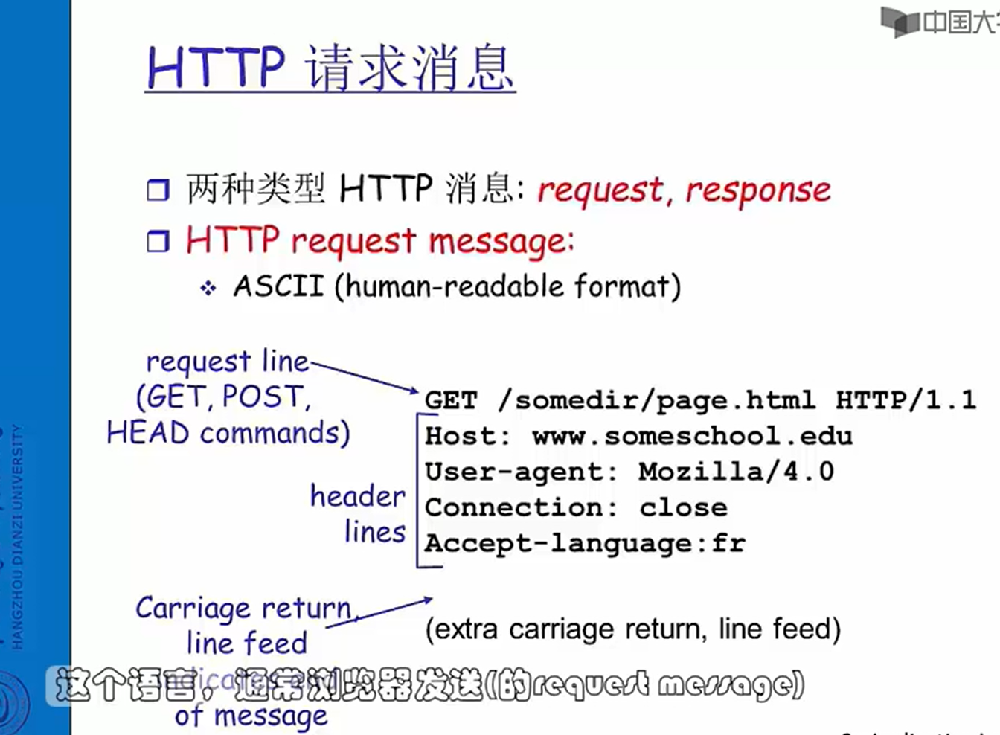 中国大学
HTTP 请求消息
两种类型 HTTP 消息: request, response
HTTP request message:
ASCII (human-readable format)
request line
(GET, POST,
HEAD commands)
GET /somedir/page.html HTTP/1.1
Host: www.someschool.edu
User-agent: Mozilla/4.0
Connection: close
Accept-language:fr
header
lines
Carriage return,
line feed
indicates end
of message
(extra carriage return, line feed)
这个语言，通常浏览器发送(的request message)
HANGZHOU DIANZI UNIVERSITY